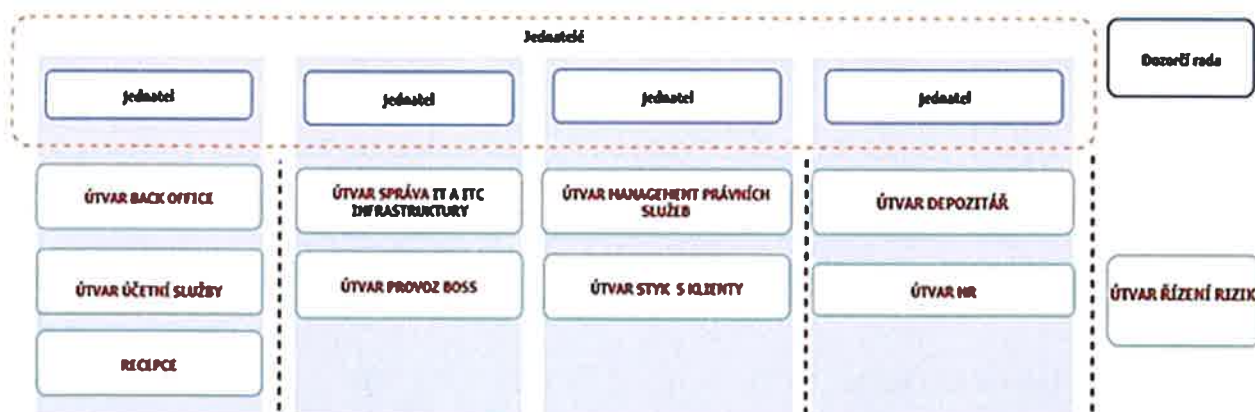 Jednatelé
Dozorčí rada
Jednatel
Jednatel
Jednatel
Jednatel
ÚTVAR BACK OFFICE
ÚTVAR SPRÁVA IT A ITC
INFRASTRUKTURY
ÚTVAR MANAGEMENT PRÁVNÍCH
SLUŽEB
ÚTVAR DEPOZITÁŘ
ÚTVAR ÚČETNÍ SLUŽBY
ÚTVAR PROVOZ BOSS
ÚTVAR STYK S KLIENTY
ÚTVAR HR
ÚTVAR ŘÍZENÍ RIZIK
RECEPCE